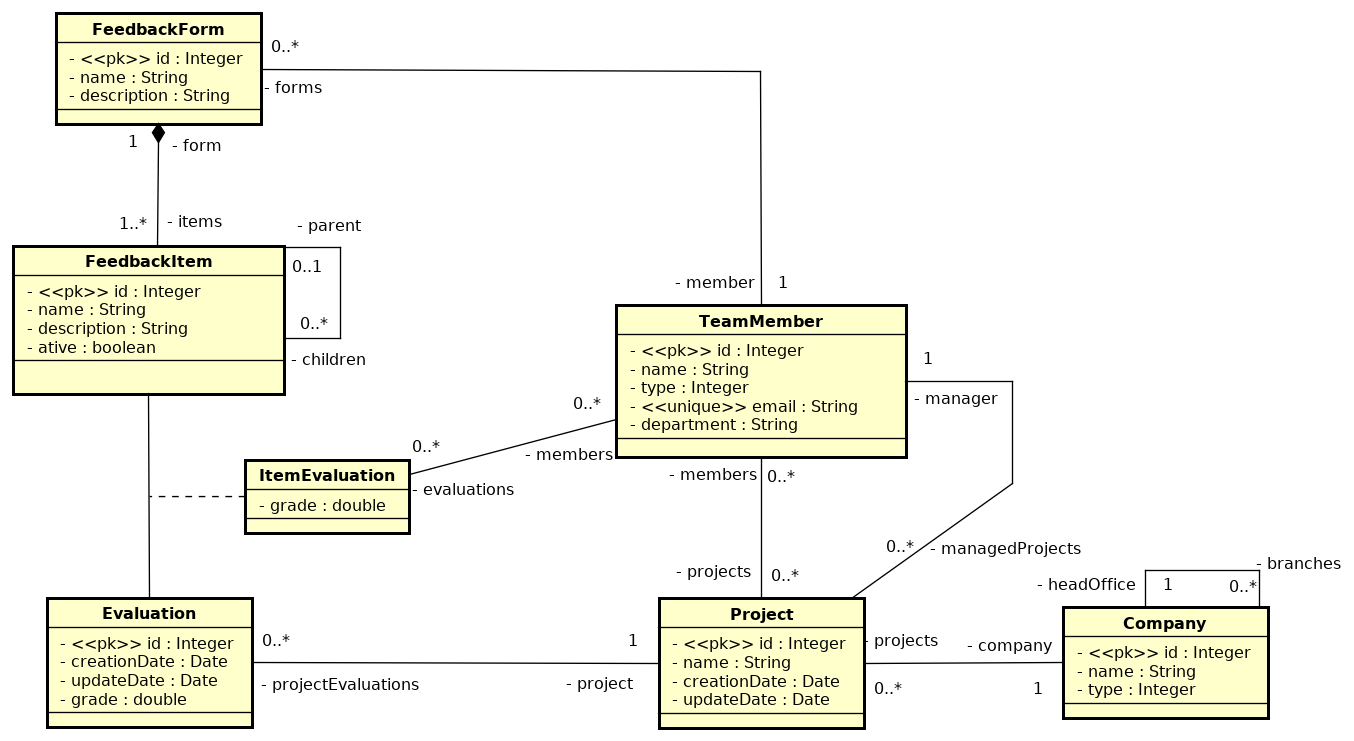 FeedbackForm
- <<pk>> id : Integer
- name : String
- description : String
0..*
- forms
1
- form
1..*
- items
- parent
0..1
0..*
- children
FeedbackItem
- <<pk>> id : Integer
- name : String
- description : String
- ative : boolean
- member
1
TeamMember
- <<pk>> id : Integer
- name : String
- type : Integer
- <<unique>> email : String
- department : String
1
- manager
0..*
- members
0..*
- evaluations
ItemEvaluation
- grade : double
- members
0..*
- projects
0..*
0..*
- managedProjects
- branches
- headOffice
1
0..*
Evaluation
- <<pk>> id : Integer
- creationDate : Date
- updateDate : Date
- grade : double
0..*
- projectEvaluations
1
- project
Project
- <<pk>> id : Integer
- name : String
- creationDate : Date
- updateDate : Date
- projects
0..*
- company
1
Company
- <<pk>> id : Integer
- name : String
- type : Integer